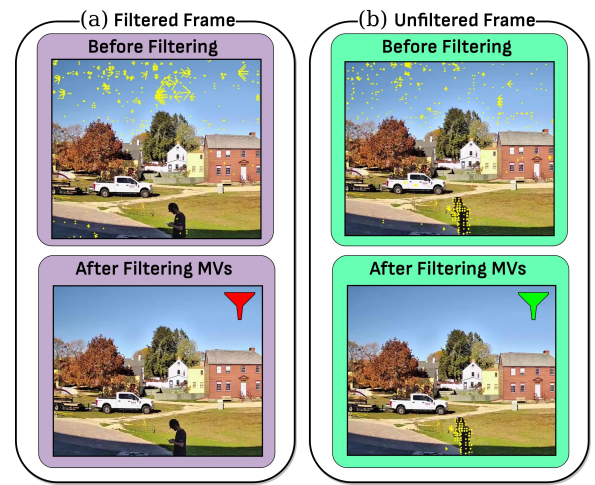 (a) Filtered Frame
Before Filtering
After Filtering MVs
(b) Unfiltered Frame
Before Filtering
After Filtering MVs